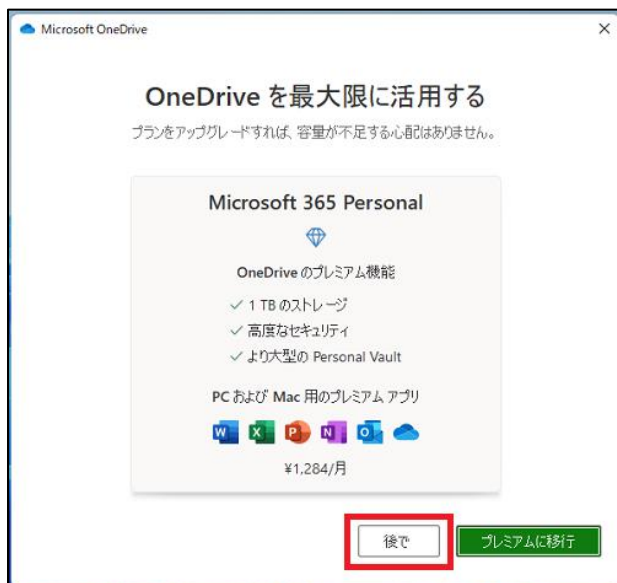 Microsoft OneDrive
OneDrive を最大限に活用する
プランをアップグレードすれば、容量が不足する心配はありません。
Microsoft 365 Personal
OneDrive のプレミアム機能
1 TB のストレージ
高度なセキュリティ
より大型の Personal Vault
PC および Mac 用のプレミアム アプリ
W X P N O
¥1,284/月
後で
プレミアムに移行